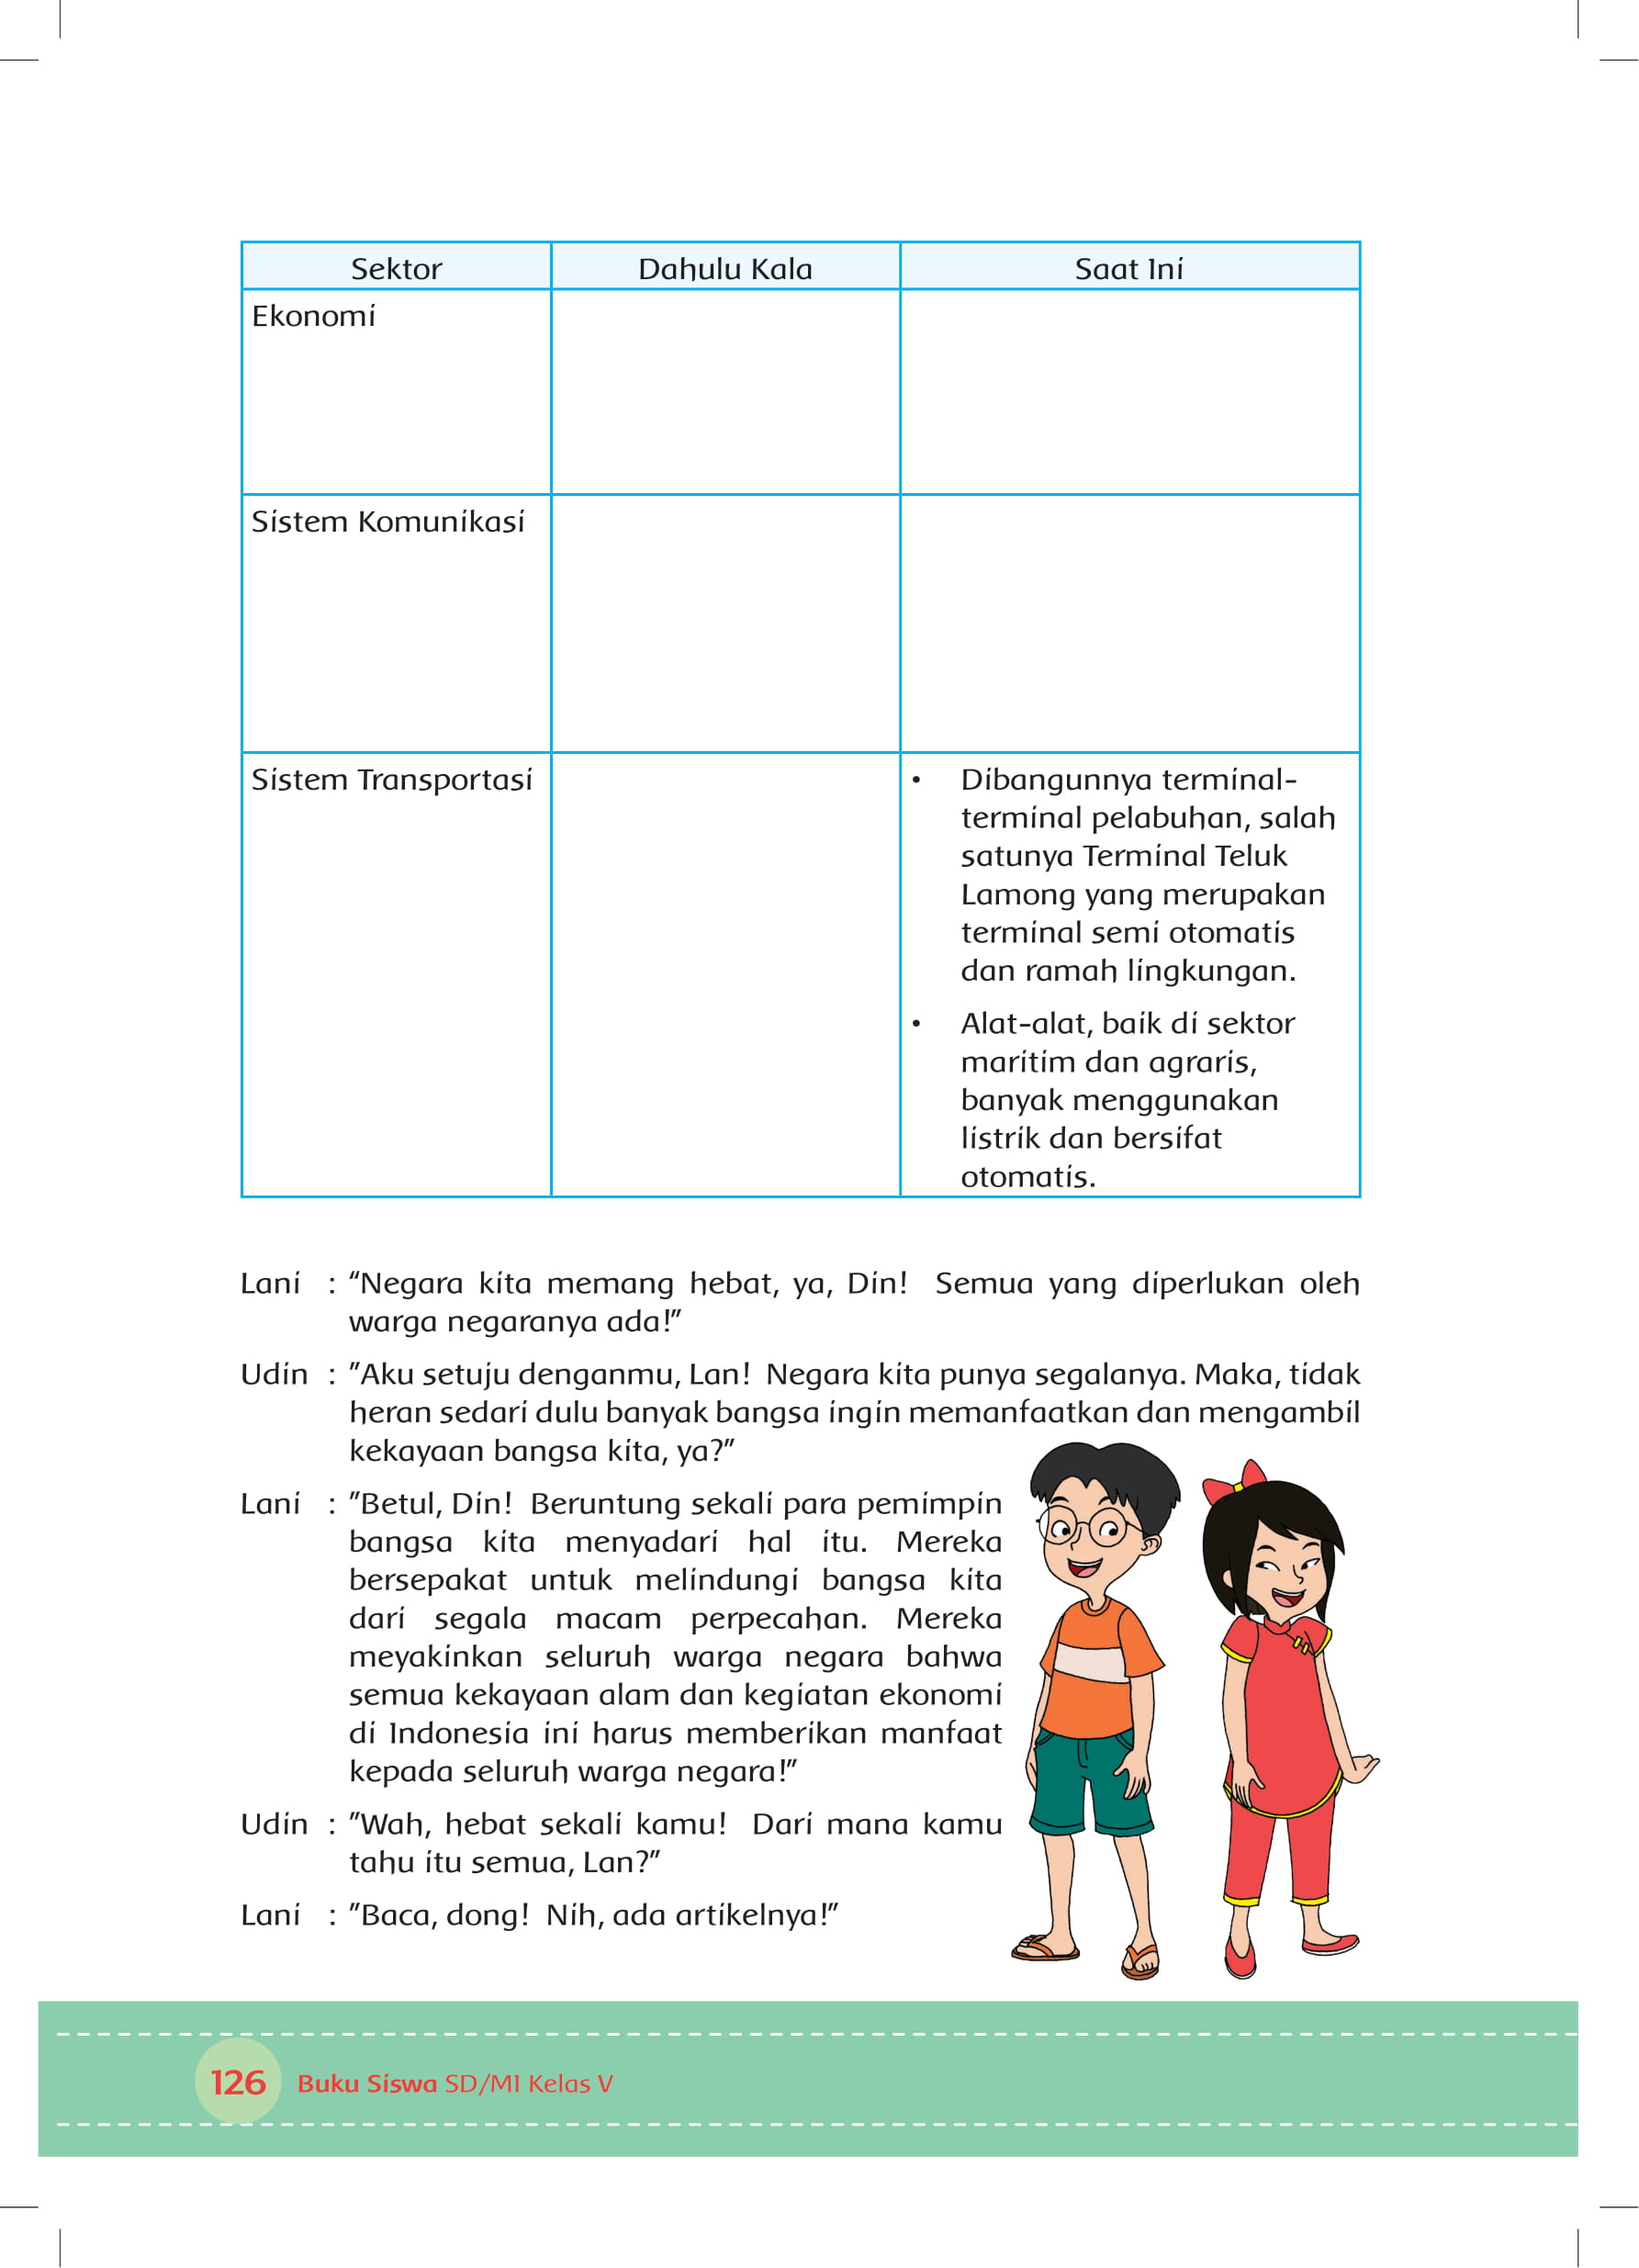 Sektor Dahulu Kala Saat Ini
Ekonomi
Sistem Komunikasi
Sistem Transportasi
• Dibangunnya terminal-
terminal pelabuhan, salah
satunya Terminal Teluk
Lamong yang merupakan
terminal semi otomatis
dan ramah lingkungan.
• Alat-alat, baik di sektor
maritim dan agraris,
banyak menggunakan
listrik dan bersifat
otomatis.
Lani : “Negara kita memang hebat, ya, Din! Semua yang diperlukan oleh
warga negaranya ada!”
Udin : ”Aku setuju denganmu, Lan! Negara kita punya segalanya. Maka, tidak
heran sedari dulu banyak bangsa ingin memanfaatkan dan mengambil
kekayaan bangsa kita, ya?”
Lani : ”Betul, Din! Beruntung sekali para pemimpin
bangsa kita menyadari hal itu. Mereka
bersepakat untuk melindungi bangsa kita
dari segala macam perpecahan. Mereka
meyakinkan seluruh warga negara bahwa
semua kekayaan alam dan kegiatan ekonomi
di Indonesia ini harus memberikan manfaat
kepada seluruh warga negara!”
Udin : ”Wah, hebat sekali kamu! Dari mana kamu
tahu itu semua, Lan?”
Lani : ”Baca, dong! Nih, ada artikelnya!”
126 Buku Siswa SD/MI Kelas V